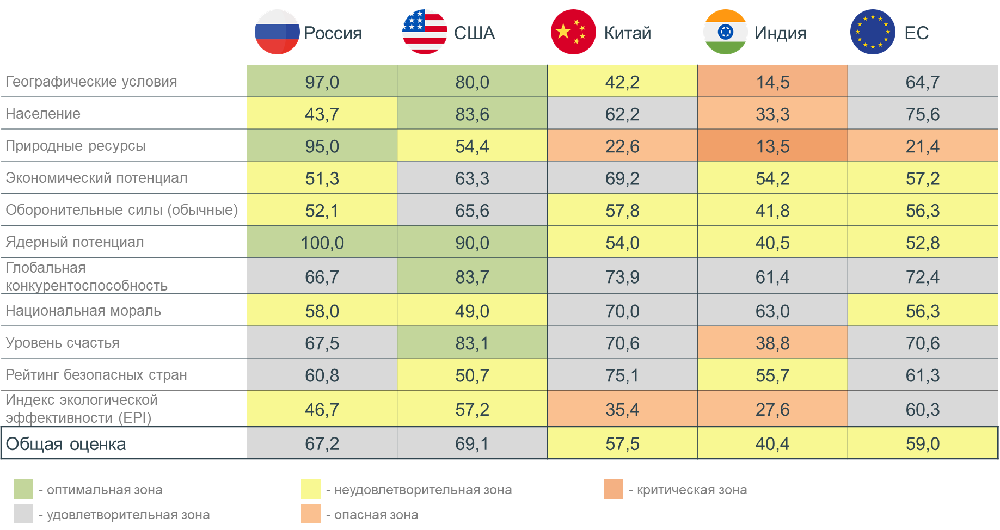 Россия США Китай Индия ЕС
Географические условия 97,0 80,0 42,2 14,5 64,7
Население 43,7 83,6 62,2 33,3 75,6
Природные ресурсы 95,0 54,4 22,6 13,5 21,4
Экономический потенциал 51,3 63,3 69,2 54,2 57,2
Оборонительные силы (обычные) 52,1 65,6 57,8 41,8 56,3
Ядерный потенциал 100,0 90,0 54,0 40,5 52,8
Глобальная
конкурентоспособность 66,7 83,7 73,9 61,4 72,4
Национальная мораль 58,0 49,0 70,0 63,0 56,3
Уровень счастья 67,5 83,1 70,6 38,8 70,6
Рейтинг безопасных стран 60,8 50,7 75,1 55,7 61,3
Индекс экологической
эффективности (EPI) 46,7 57,2 35,4 27,6 60,3
Общая оценка 67,2 69,1 57,5 40,4 59,0
- оптимальная зона - неудовлетворительная зона - критическая зона
- удовлетворительная зона - опасная зона